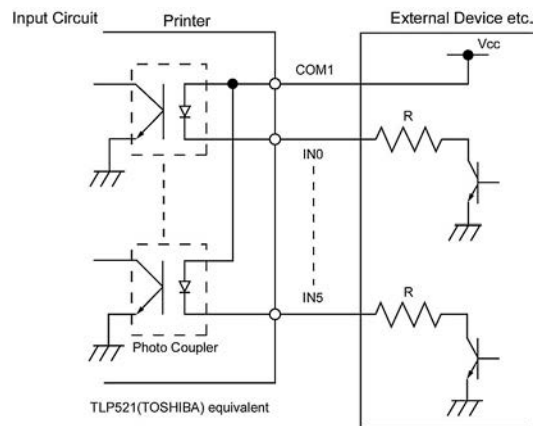 Input Circuit
Printer
External Device etc.
Vcc
COM1
R
IN0
IN5
R
Photo Coupler
TLP521(TOSHIBA) equivalent